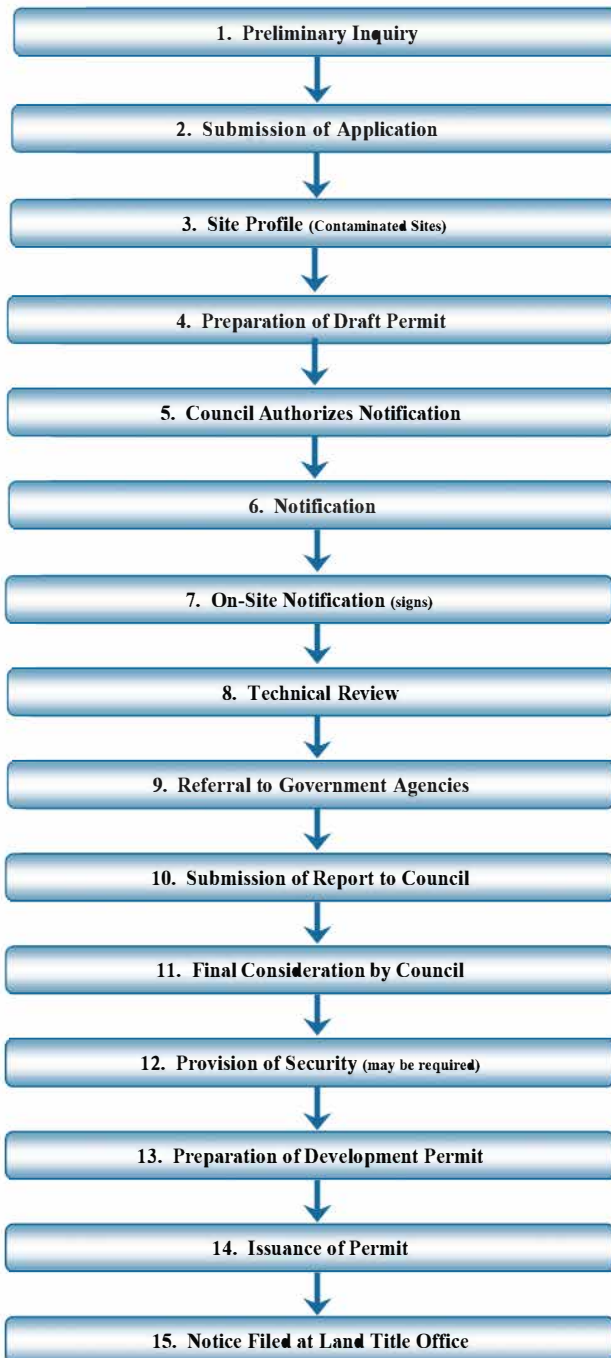 1. Preliminary Inquiry
2. Submission of Application
3. Site Profile (Contaminated Sites)
4. Preparation of Draft Permit
5. Council Authorizes Notification
6. Notification
7. On-Site Notification (signs)
8. Technical Review
9. Referral to Government Agencies
10. Submission of Report to Council
11. Final Consideration by Council
12. Provision of Security (may be required)
13. Preparation of Development Permit
14. Issuance of Permit
15. Notice Filed at Land Title Office